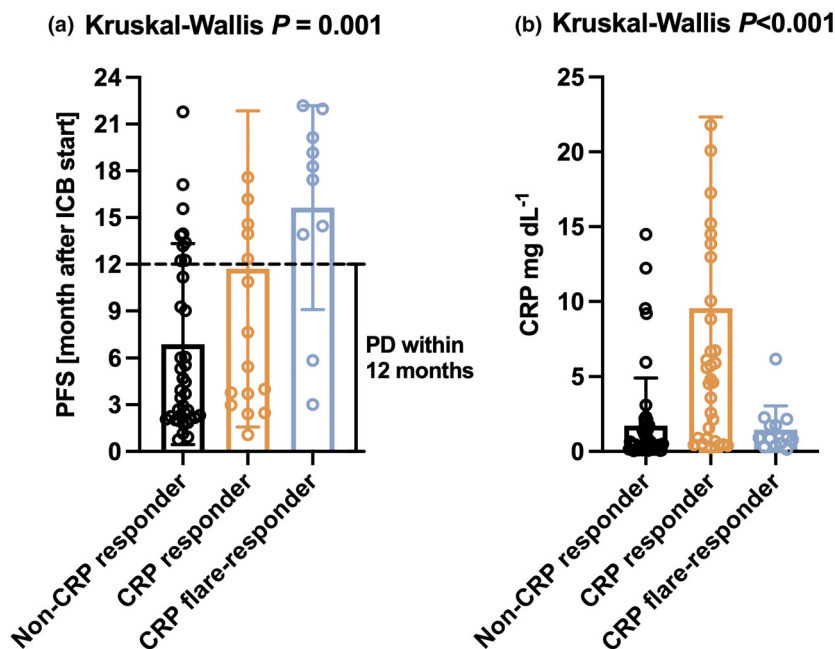 (a) Kruskal-Wallis P = 0.001
PFS [month after ICB start]
24
21
18
15
12
9
6
3
0
PD within
12 months
Non-CRP responder
CRP responder
CRP flare-responder
(b) Kruskal-Wallis P<0.001
CRP mg dL⁻¹
25
20
15
10
5
0
Non-CRP responder
CRP responder
CRP flare-responder